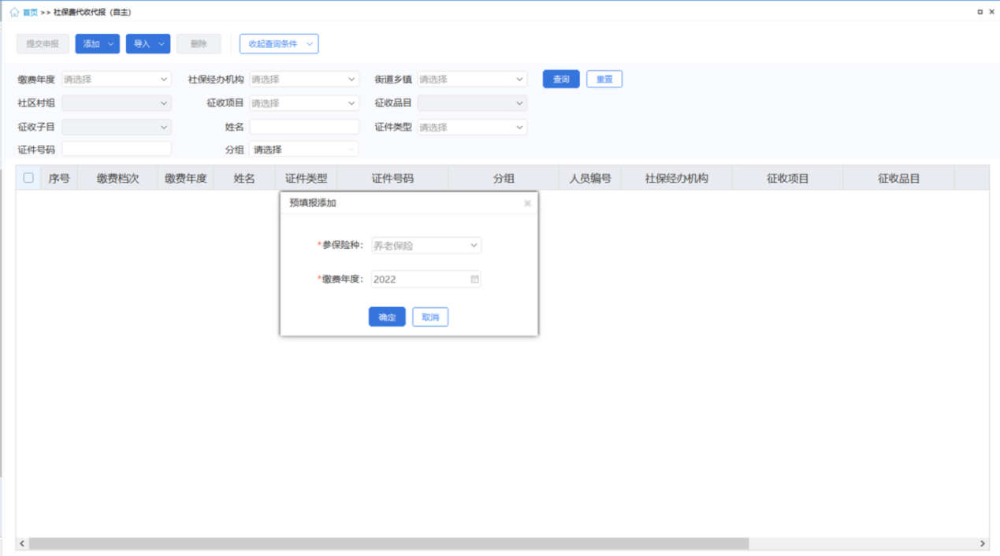 首页 >> 社保费代收代报（自主）
提交申报 添加 导入 删除 收起查询条件
缴费年度 请选择 社保经办机构 请选择 街道乡镇 请选择 查询 重置
社区村组 征收项目 请选择 征收品目
征收子目 姓名 证件类型 请选择
证件号码 分组 请选择
序号 缴费档次 缴费年度 姓名 证件类型 证件号码 分组 人员编号 社保经办机构 征收项目 征收品目
预填报添加
*参保险种： 养老保险
*缴费年度： 2022
确定 取消